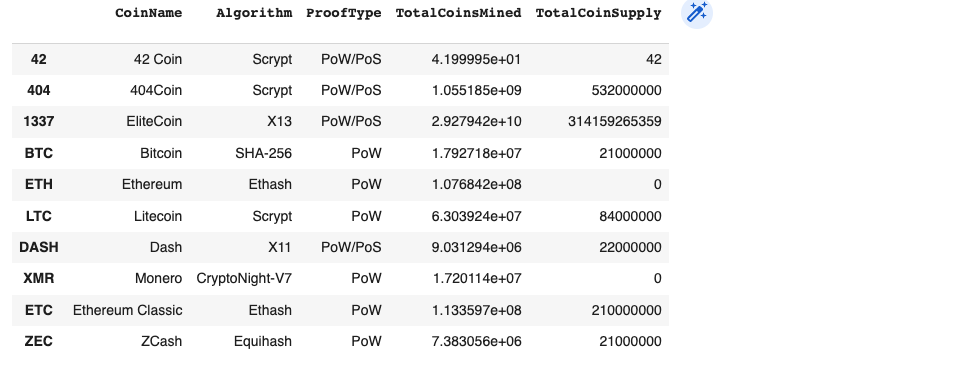 CoinName Algorithm ProofType TotalCoinsMined TotalCoinSupply
42 42 Coin Scrypt PoW/PoS 4.199995e+01 42
404 404Coin Scrypt PoW/PoS 1.055185e+09 532000000
1337 EliteCoin X13 PoW/PoS 2.927942e+10 314159265359
BTC Bitcoin SHA-256 PoW 1.792718e+07 21000000
ETH Ethereum Ethash PoW 1.076842e+08 0
LTC Litecoin Scrypt PoW 6.303924e+07 84000000
DASH Dash X11 PoW/PoS 9.031294e+06 22000000
XMR Monero CryptoNight-V7 PoW 1.720114e+07 0
ETC Ethereum Classic Ethash PoW 1.133597e+08 210000000
ZEC ZCash Equihash PoW 7.383056e+06 21000000